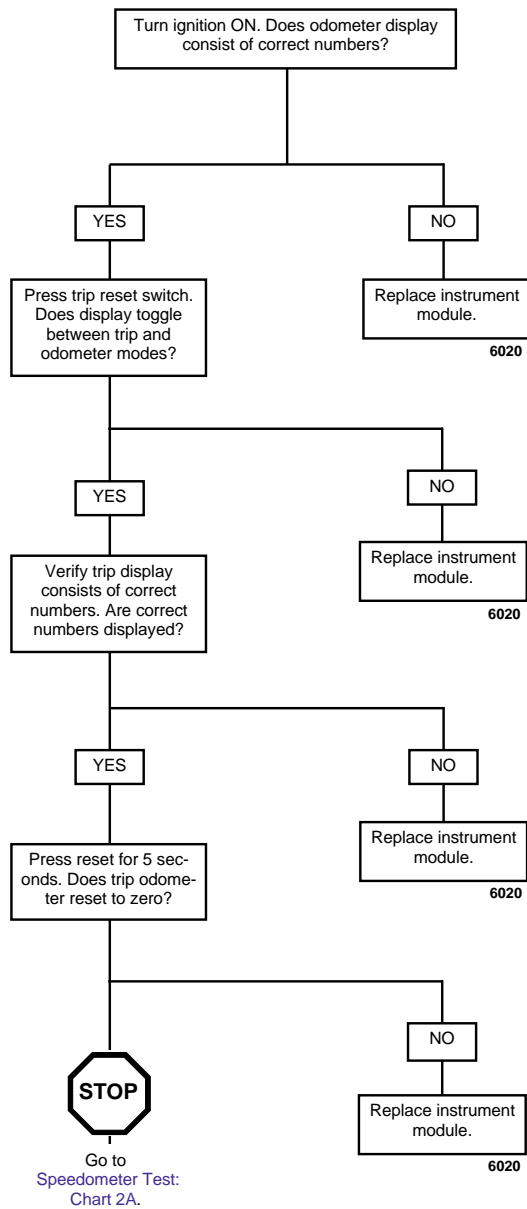 Turn ignition ON. Does odometer display
consist of correct numbers?
YES
NO
Press trip reset switch.
Does display toggle
between trip and
odometer modes?
Replace instrument
module.
6020
YES
NO
Verify trip display
consists of correct
numbers. Are correct
numbers displayed?
Replace instrument
module.
6020
YES
NO
Press reset for 5 sec-
onds. Does trip odome-
ter reset to zero?
Replace instrument
module.
6020
NO
STOP
Replace instrument
module.
6020
Go to
Speedometer Test:
Chart 2A.